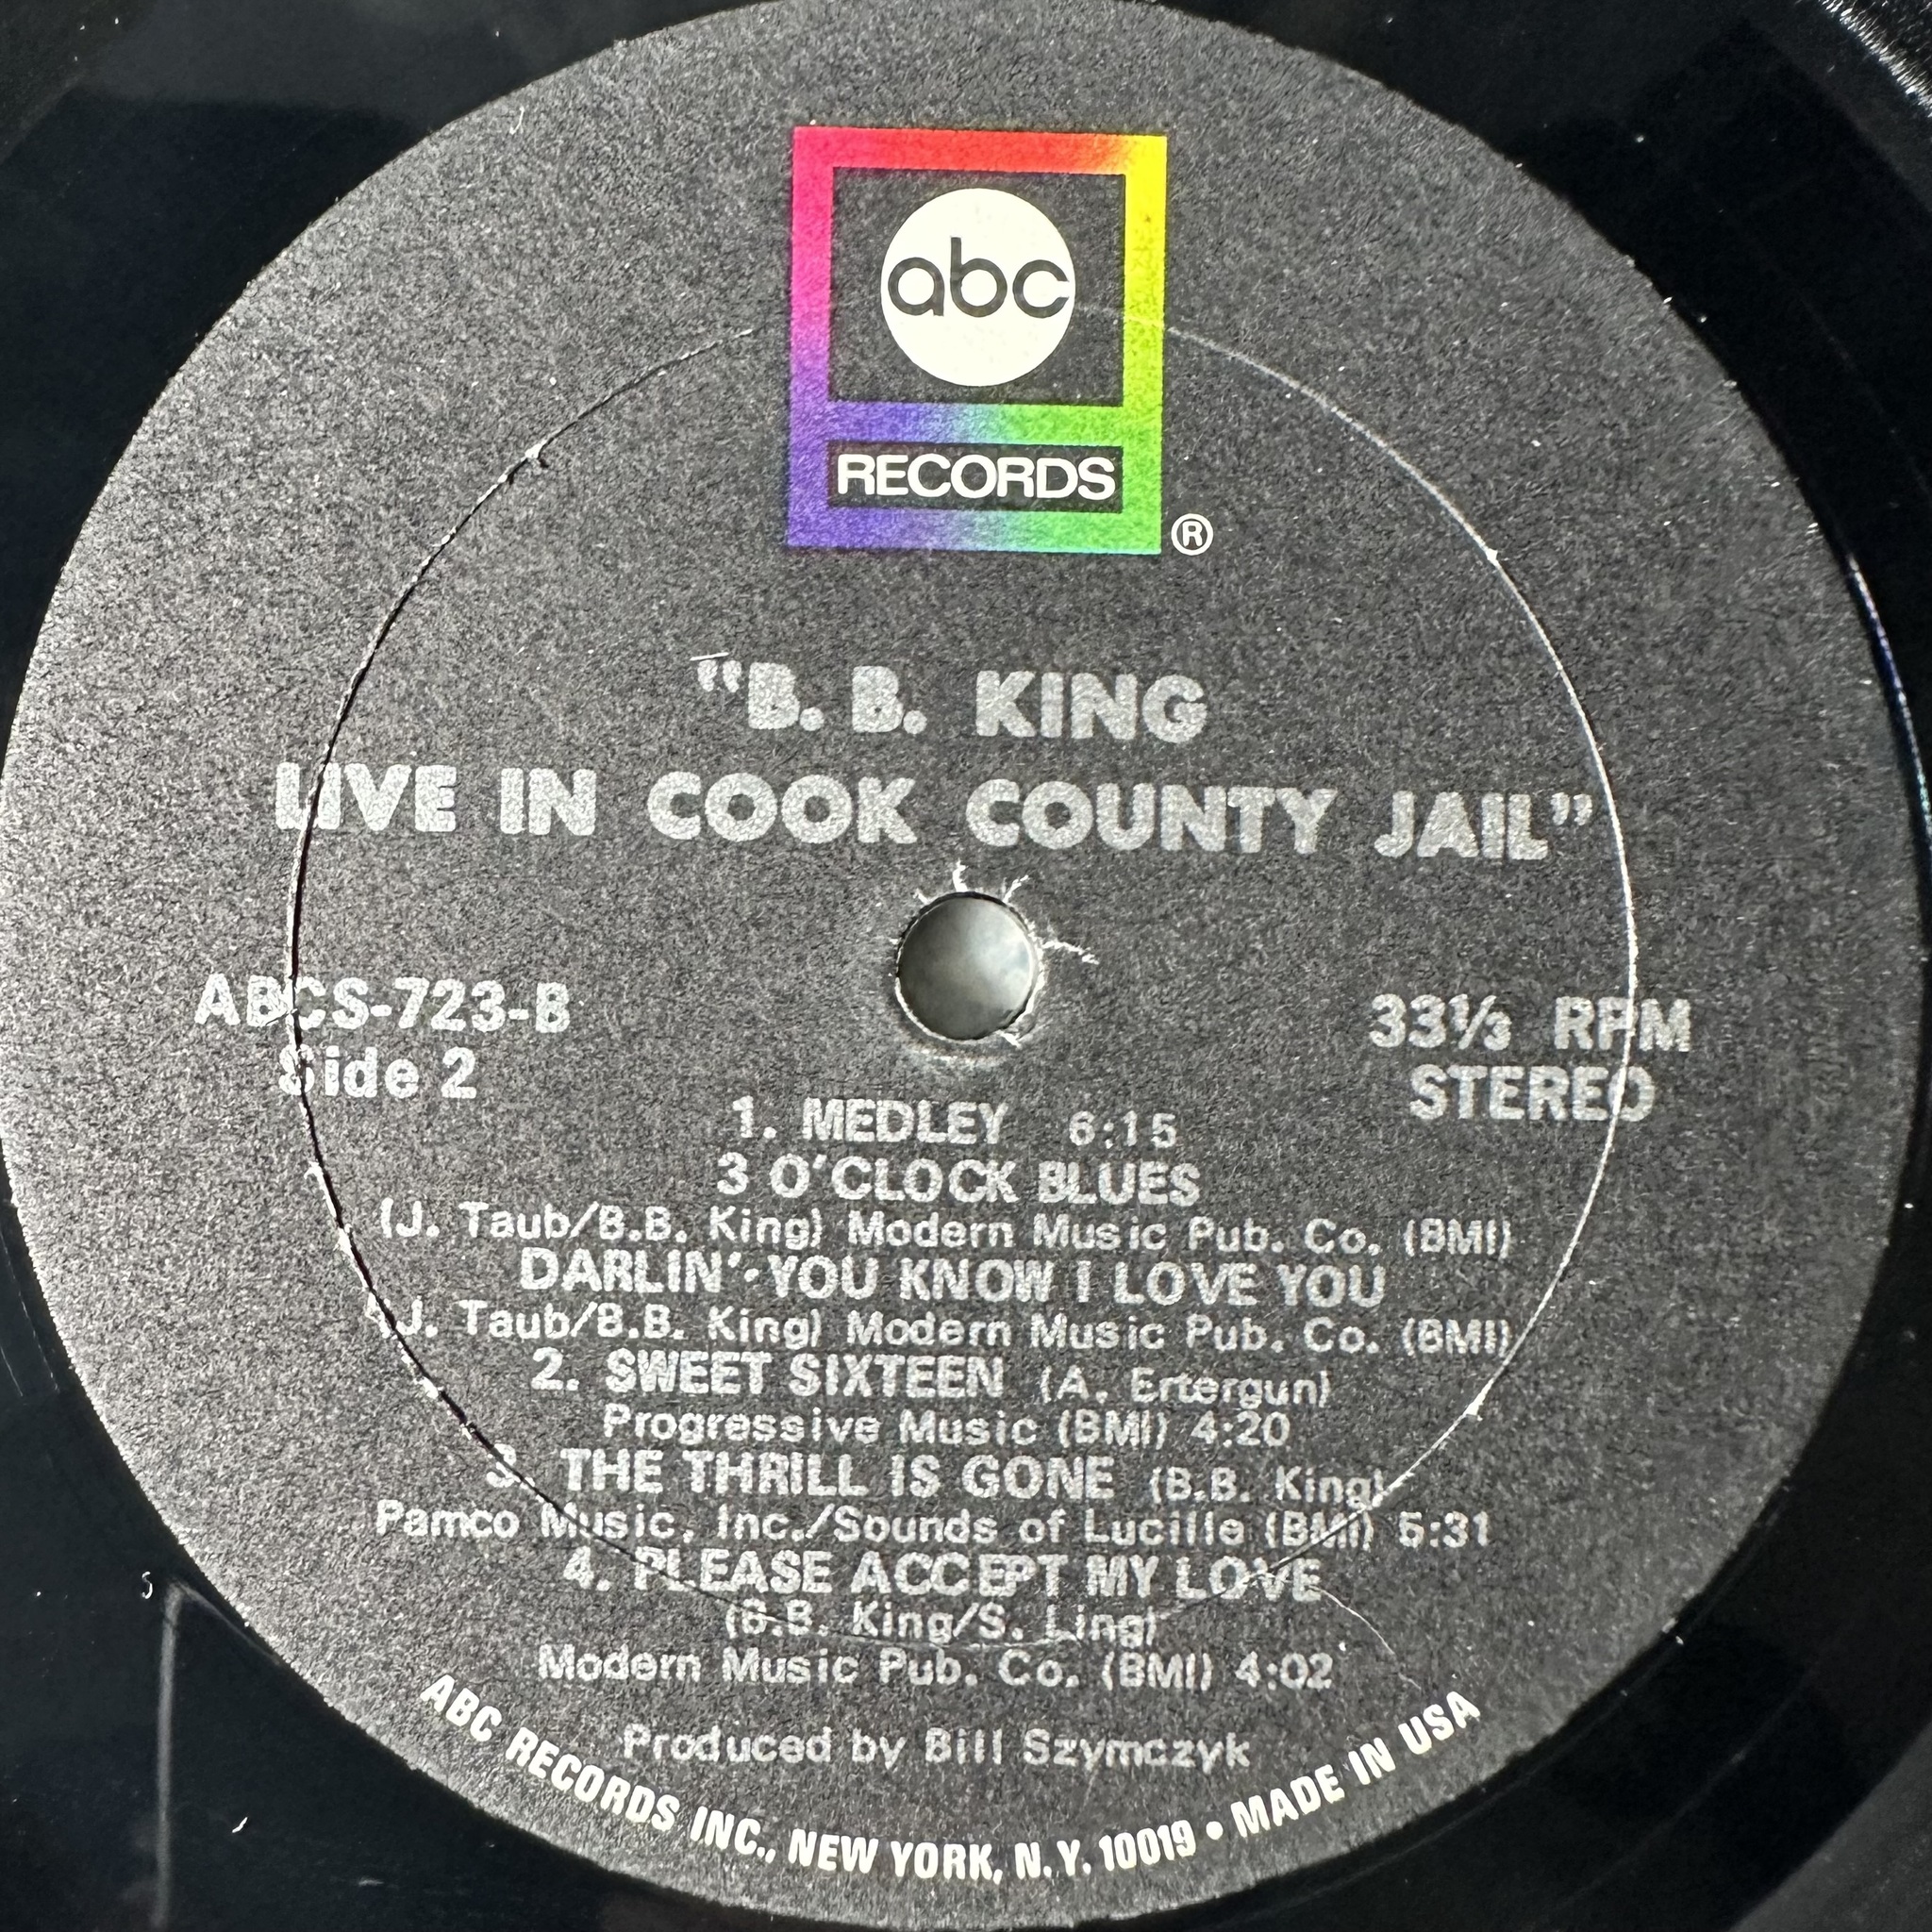 abc
RECORDS
®
"B. B. KING
LIVE IN COOK COUNTY JAIL"
ABCS-723-B
Side 2
33⅓ RPM
STEREO
1. MEDLEY 6:15
3 O'CLOCK BLUES
(J. Taub/B.B. King) Modern Music Pub. Co. (BMI)
DARLIN' YOU KNOW I LOVE YOU
(J. Taub/B.B. King) Modern Music Pub. Co. (BMI)
2. SWEET SIXTEEN (A. Ertergun)
Progressive Music (BMI) 4:20
3. THE THRILL IS GONE (B.B. King)
Pamco Music, Inc./Sounds of Lucille (BMI) 5:31
4. PLEASE ACCEPT MY LOVE
(B.B. King/S. Ling)
Modern Music Pub. Co. (BMI) 4:02
Produced by Bill Szymczyk
ABC RECORDS INC., NEW YORK, N.Y. 10019 • MADE IN USA